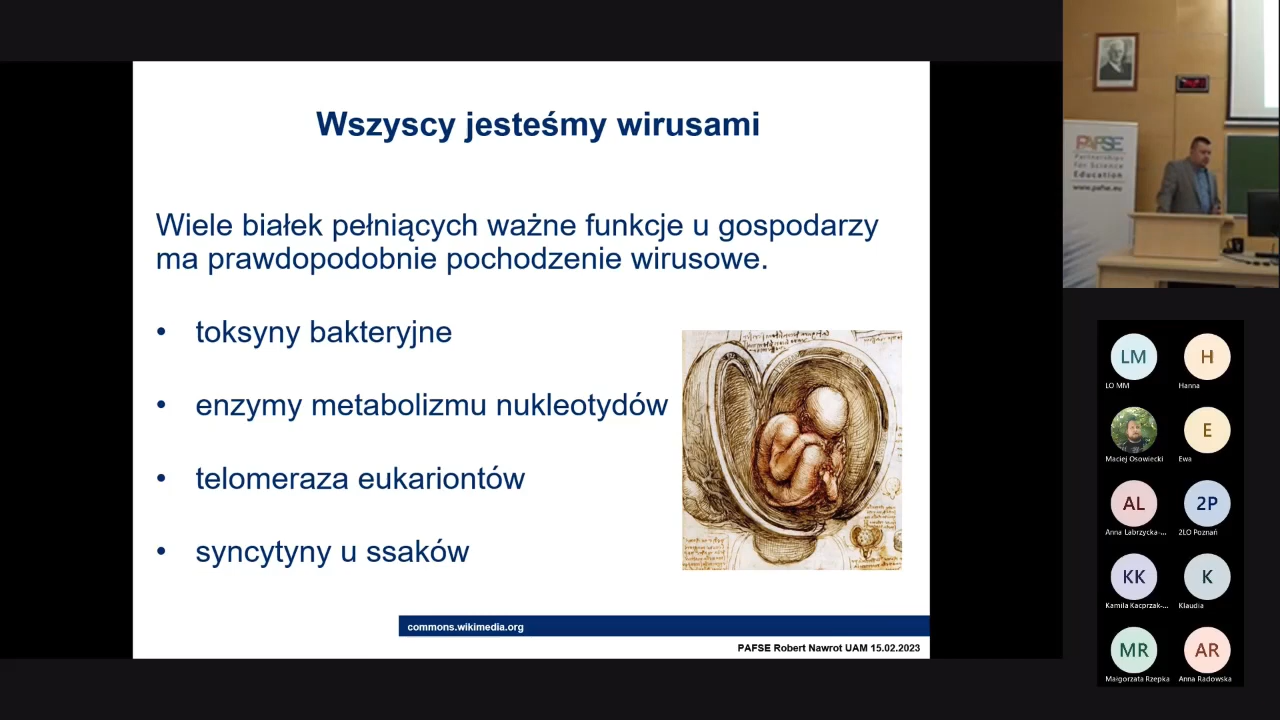 Wszyscy jesteśmy wirusami
Wiele białek pełniących ważne funkcje u gospodarzy
ma prawdopodobnie pochodzenie wirusowe.
• toksyny bakteryjne
• enzymy metabolizmu nukleotydów
• telomeraza eukariontów
• syncytyny u ssaków
commons.wikimedia.org
PAFSE Robert Nawrot UAM 15.02.2023
PAFSE
Partnerships
for Science
Education
www.pafse.eu
LM
LO MM
H
Hanna
Maciej Osowiecki
E
Ewa
AL
Anna Labrzycka-...
2P
2LO Poznań
KK
Kamila Kacprzak-...
K
Klaudia
MR
Małgorzata Rzepka
AR
Anna Radowska